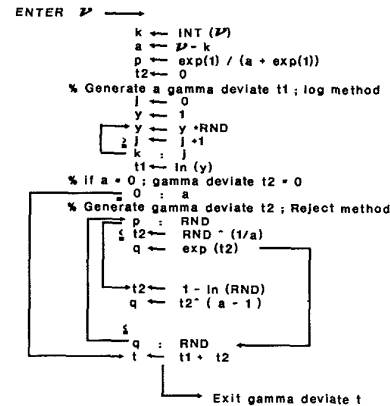 ENTER ν
k ← INT (ν)
a ← ν - k
p ← exp(1) / (a + exp(1))
t2 ← 0
% Generate a gamma deviate t1 ; log method
j ← 0
y ← 1
y ← y *RND
≥ j ← j +1
k : j
t1 ← ln (y)
% if a = 0 ; gamma deviate t2 = 0
= 0 : a
% Generate gamma deviate t2 ; Reject method
p : RND
≤ t2 ← RND ^ (1/a)
q ← exp (t2)
t2 ← 1 - ln (RND)
q ← t2^ ( a - 1 )
≤
q : RND
t ← t1 + t2
Exit gamma deviate t